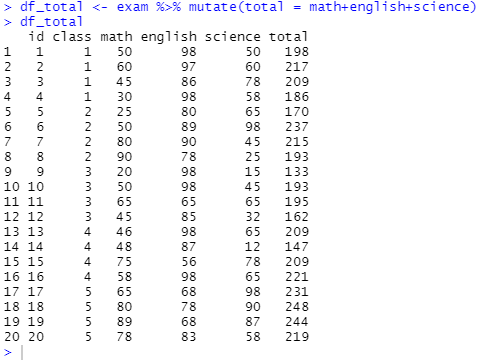 > df_total <- exam %>% mutate(total = math+english+science)
> df_total
   id class math english science total
1   1     1   50      98      50   198
2   2     1   60      97      60   217
3   3     1   45      86      78   209
4   4     1   30      98      58   186
5   5     2   25      80      65   170
6   6     2   50      89      98   237
7   7     2   80      90      45   215
8   8     2   90      78      25   193
9   9     3   20      98      15   133
10 10     3   50      98      45   193
11 11     3   65      65      65   195
12 12     3   45      85      32   162
13 13     4   46      98      65   209
14 14     4   48      87      12   147
15 15     4   75      56      78   209
16 16     4   58      98      65   221
17 17     5   65      68      98   231
18 18     5   80      78      90   248
19 19     5   89      68      87   244
20 20     5   78      83      58   219
>